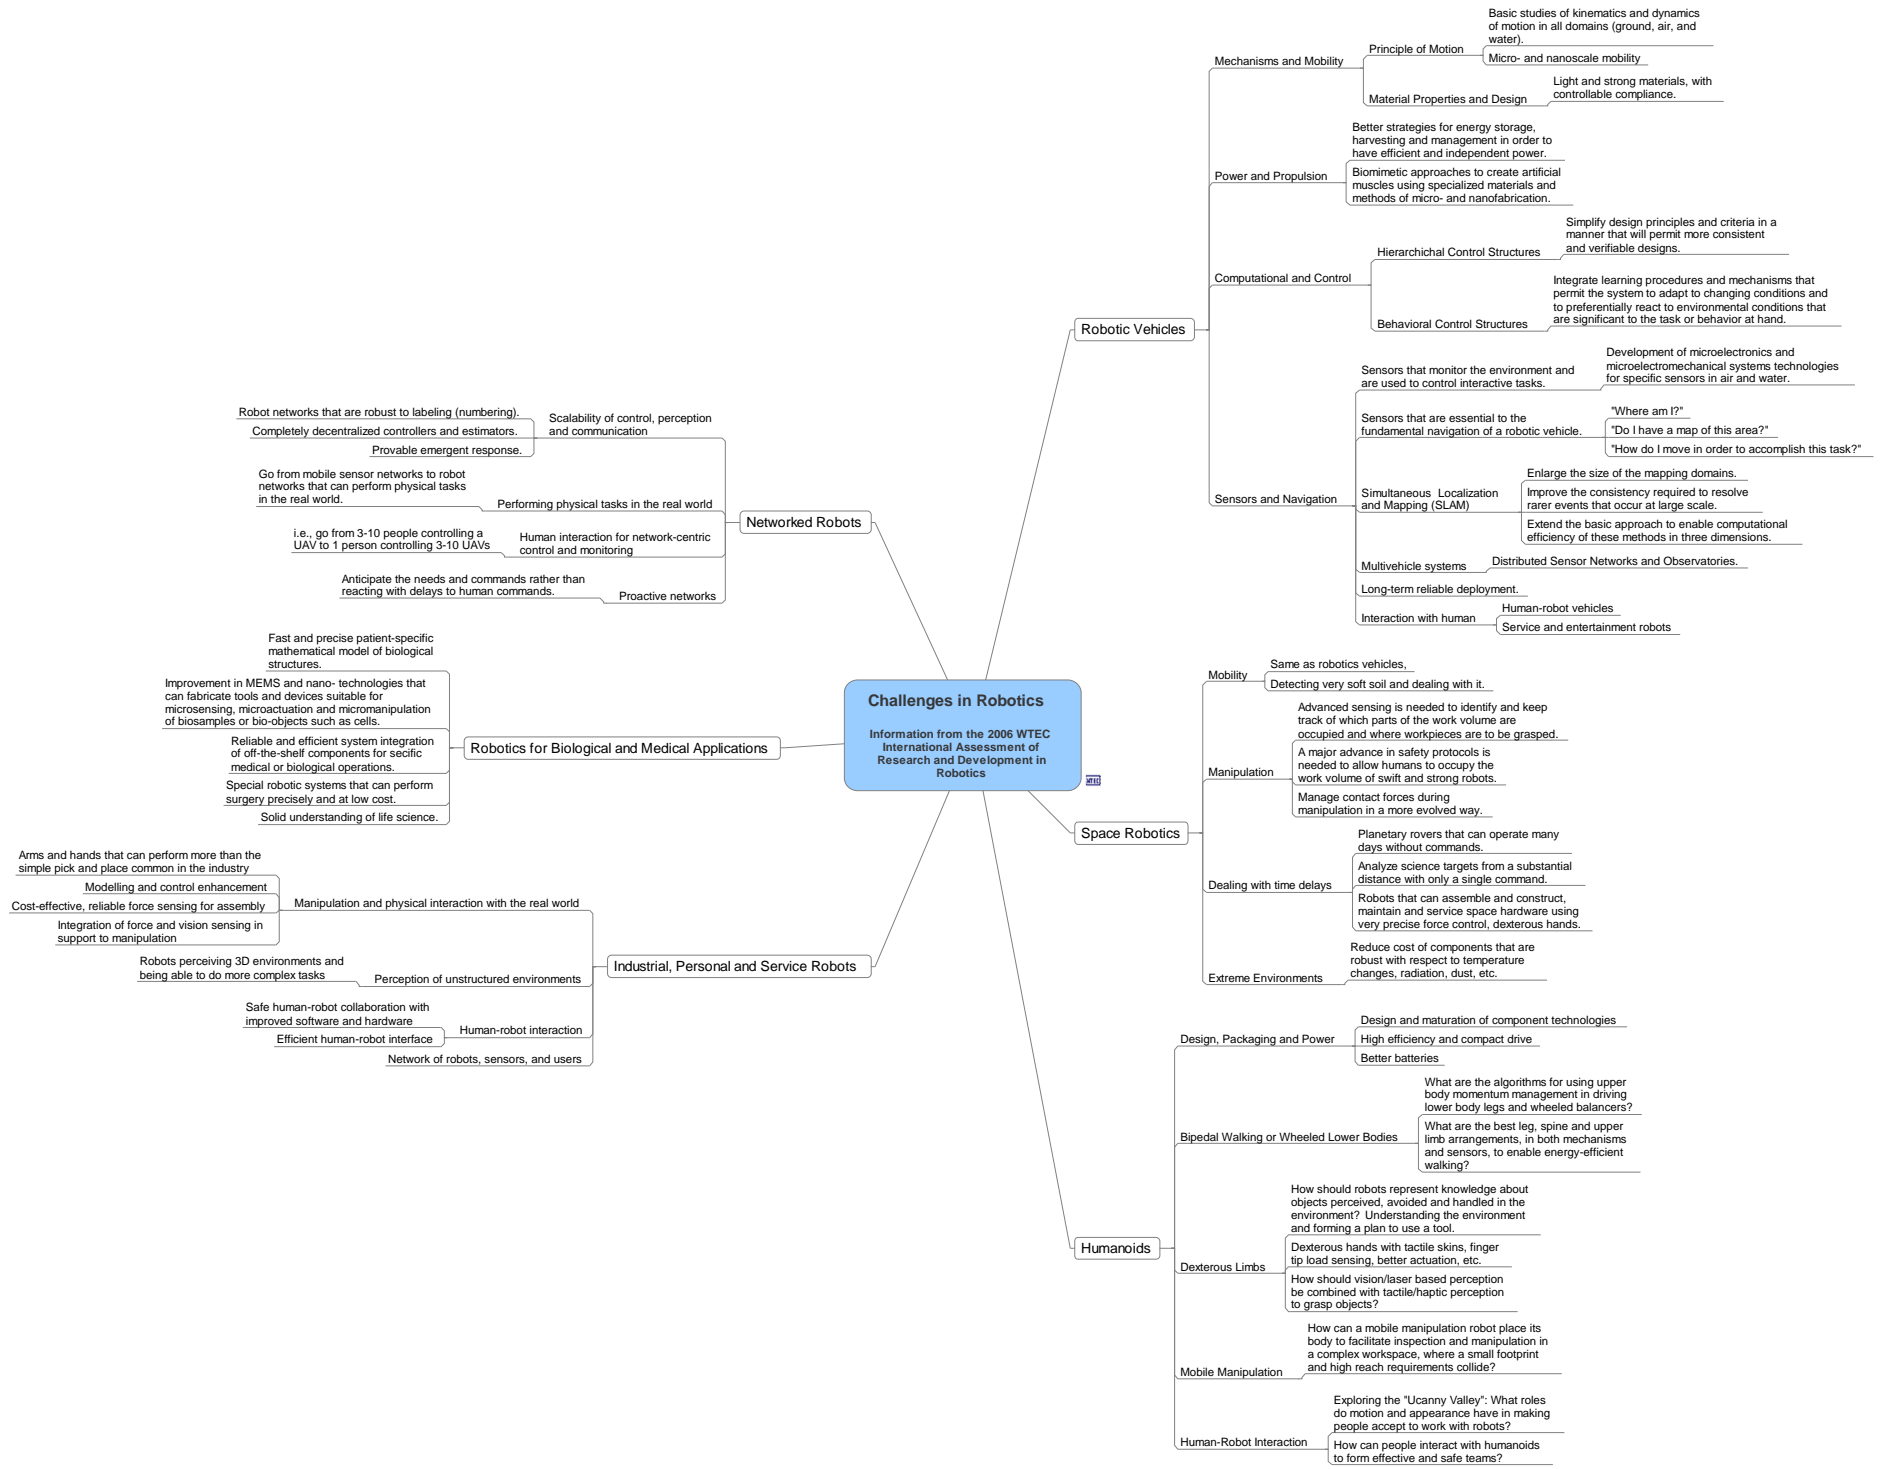 Challenges in Robotics
Information from the 2006 WTEC
International Assessment of
Research and Development in
Robotics
WTEC
Robotic Vehicles
Mechanisms and Mobility
Principle of Motion
Basic studies of kinematics and dynamics
of motion in all domains (ground, air, and
water).
Micro- and nanoscale mobility
Material Properties and Design
Light and strong materials, with
controllable compliance.
Power and Propulsion
Better strategies for energy storage,
harvesting and management in order to
have efficient and independent power.
Biomimetic approaches to create artificial
muscles using specialized materials and
methods of micro- and nanofabrication.
Computational and Control
Hierarchichal Control Structures
Simplify design principles and criteria in a
manner that will permit more consistent
and verifiable designs.
Behavioral Control Structures
Integrate learning procedures and mechanisms that
permit the system to adapt to changing conditions and
to preferentially react to environmental conditions that
are significant to the task or behavior at hand.
Sensors and Navigation
Sensors that monitor the environment and
are used to control interactive tasks.
Development of microelectronics and
microelectromechanical systems technologies
for specific sensors in air and water.
Sensors that are essential to the
fundamental navigation of a robotic vehicle.
"Where am I?"
"Do I have a map of this area?"
"How do I move in order to accomplish this task?"
Simultaneous Localization
and Mapping (SLAM)
Enlarge the size of the mapping domains.
Improve the consistency required to resolve
rarer events that occur at large scale.
Extend the basic approach to enable computational
efficiency of these methods in three dimensions.
Multivehicle systems
Distributed Sensor Networks and Observatories.
Long-term reliable deployment.
Interaction with human
Human-robot vehicles
Service and entertainment robots
Space Robotics
Mobility
Same as robotics vehicles,
Detecting very soft soil and dealing with it.
Manipulation
Advanced sensing is needed to identify and keep
track of which parts of the work volume are
occupied and where workpieces are to be grasped.
A major advance in safety protocols is
needed to allow humans to occupy the
work volume of swift and strong robots.
Manage contact forces during
manipulation in a more evolved way.
Dealing with time delays
Planetary rovers that can operate many
days without commands.
Analyze science targets from a substantial
distance with only a single command.
Robots that can assemble and construct,
maintain and service space hardware using
very precise force control, dexterous hands.
Extreme Environments
Reduce cost of components that are
robust with respect to temperature
changes, radiation, dust, etc.
Humanoids
Design, Packaging and Power
Design and maturation of component technologies
High efficiency and compact drive
Better batteries
Bipedal Walking or Wheeled Lower Bodies
What are the algorithms for using upper
body momentum management in driving
lower body legs and wheeled balancers?
What are the best leg, spine and upper
limb arrangements, in both mechanisms
and sensors, to enable energy-efficient
walking?
Dexterous Limbs
How should robots represent knowledge about
objects perceived, avoided and handled in the
environment? Understanding the environment
and forming a plan to use a tool.
Dexterous hands with tactile skins, finger
tip load sensing, better actuation, etc.
How should vision/laser based perception
be combined with tactile/haptic perception
to grasp objects?
Mobile Manipulation
How can a mobile manipulation robot place its
body to facilitate inspection and manipulation in
a complex workspace, where a small footprint
and high reach requirements collide?
Human-Robot Interaction
Exploring the "Ucanny Valley": What roles
do motion and appearance have in making
people accept to work with robots?
How can people interact with humanoids
to form effective and safe teams?
Networked Robots
Scalability of control, perception
and communication
Robot networks that are robust to labeling (numbering).
Completely decentralized controllers and estimators.
Provable emergent response.
Performing physical tasks in the real world
Go from mobile sensor networks to robot
networks that can perform physical tasks
in the real world.
Human interaction for network-centric
control and monitoring
i.e., go from 3-10 people controlling a
UAV to 1 person controlling 3-10 UAVs
Proactive networks
Anticipate the needs and commands rather than
reacting with delays to human commands.
Robotics for Biological and Medical Applications
Fast and precise patient-specific
mathematical model of biological
structures.
Improvement in MEMS and nano- technologies that
can fabricate tools and devices suitable for
microsensing, microactuation and micromanipulation
of biosamples or bio-objects such as cells.
Reliable and efficient system integration
of off-the-shelf components for secific
medical or biological operations.
Special robotic systems that can perform
surgery precisely and at low cost.
Solid understanding of life science.
Industrial, Personal and Service Robots
Manipulation and physical interaction with the real world
Arms and hands that can perform more than the
simple pick and place common in the industry
Modelling and control enhancement
Cost-effective, reliable force sensing for assembly
Integration of force and vision sensing in
support to manipulation
Perception of unstructured environments
Robots perceiving 3D environments and
being able to do more complex tasks
Human-robot interaction
Safe human-robot collaboration with
improved software and hardware
Efficient human-robot interface
Network of robots, sensors, and users